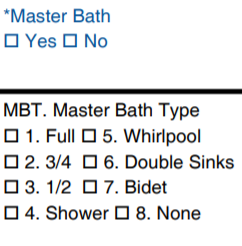 *Master Bath
☐ Yes ☐ No
MBT. Master Bath Type
☐ 1. Full ☐ 5. Whirlpool
☐ 2. 3/4 ☐ 6. Double Sinks
☐ 3. 1/2 ☐ 7. Bidet
☐ 4. Shower ☐ 8. None